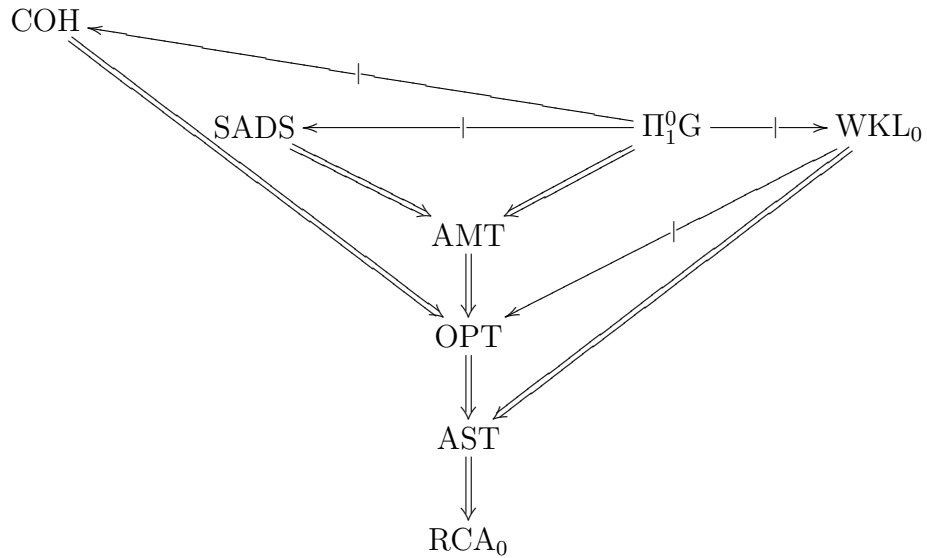 COH
SADS Π⁰₁G WKL₀
AMT
OPT
AST
RCA₀